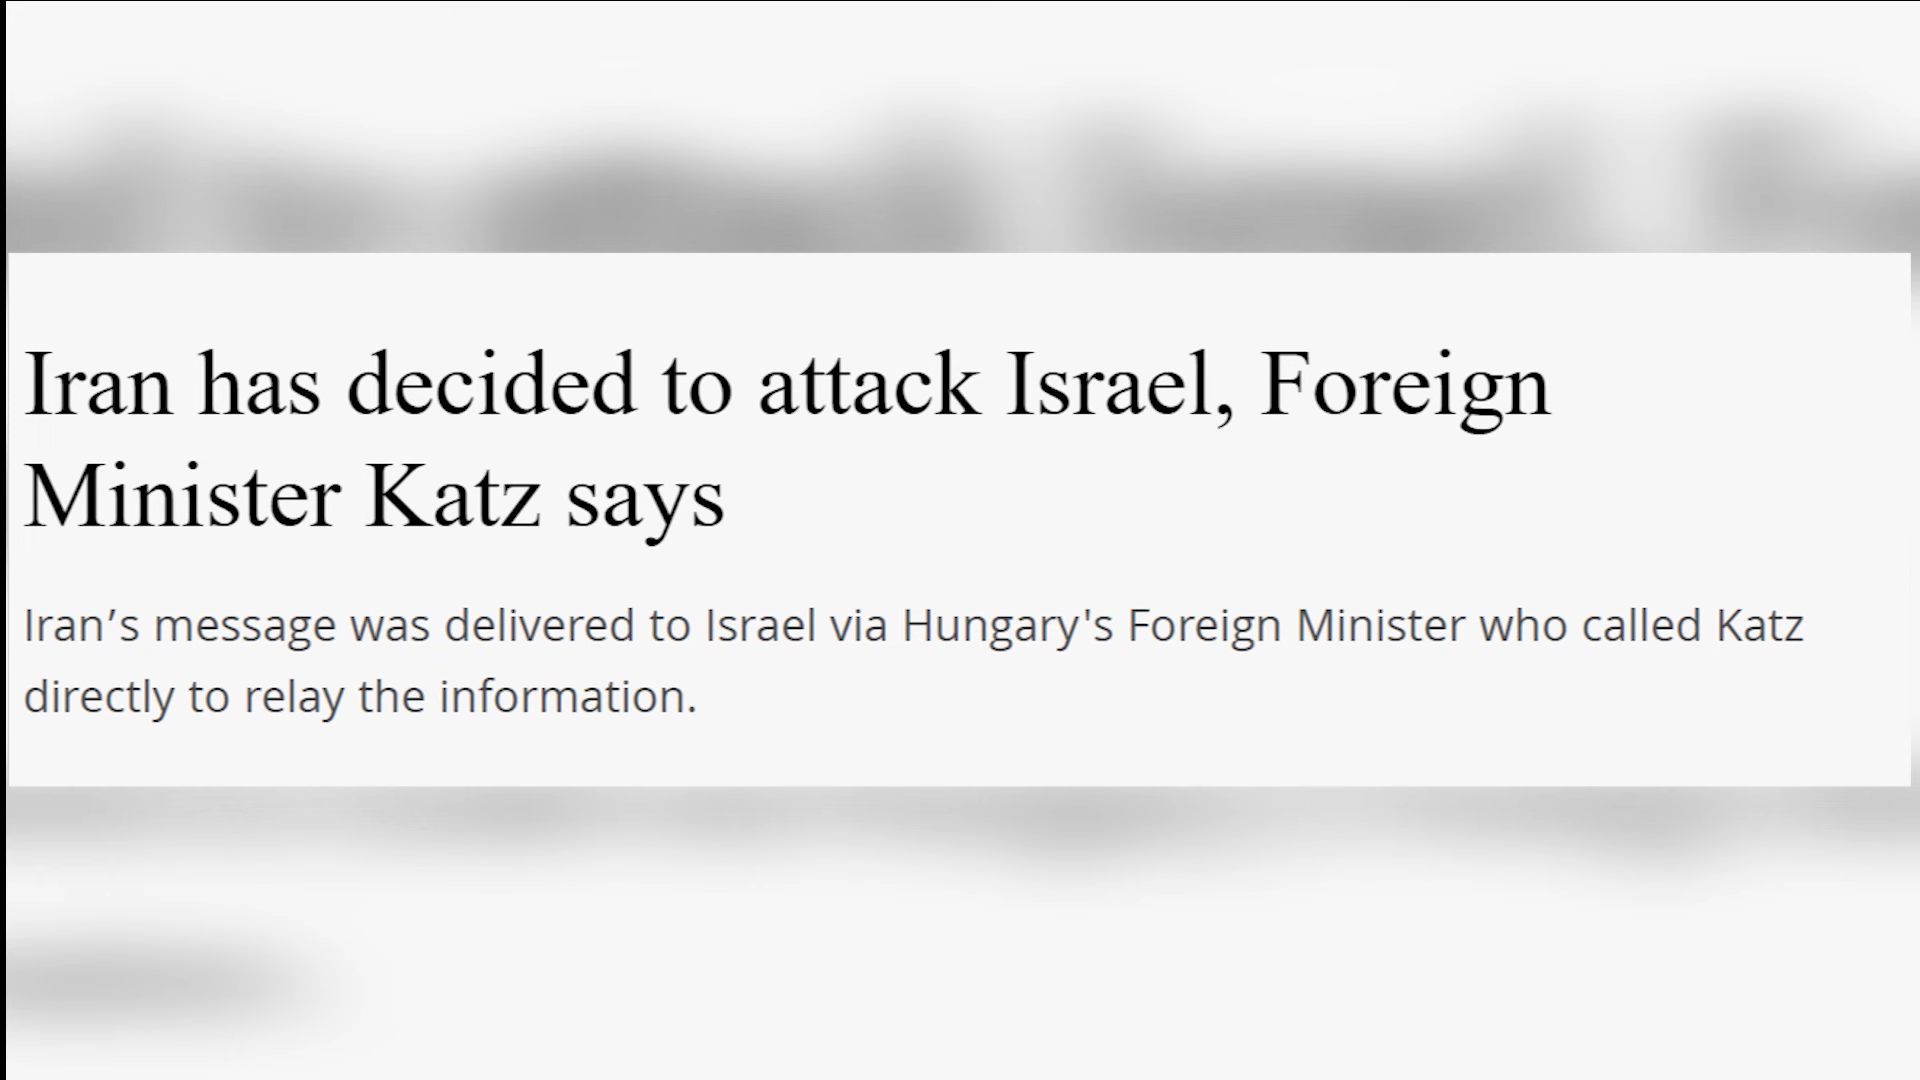 Iran has decided to attack Israel, Foreign
Minister Katz says
Iran’s message was delivered to Israel via Hungary's Foreign Minister who called Katz
directly to relay the information.